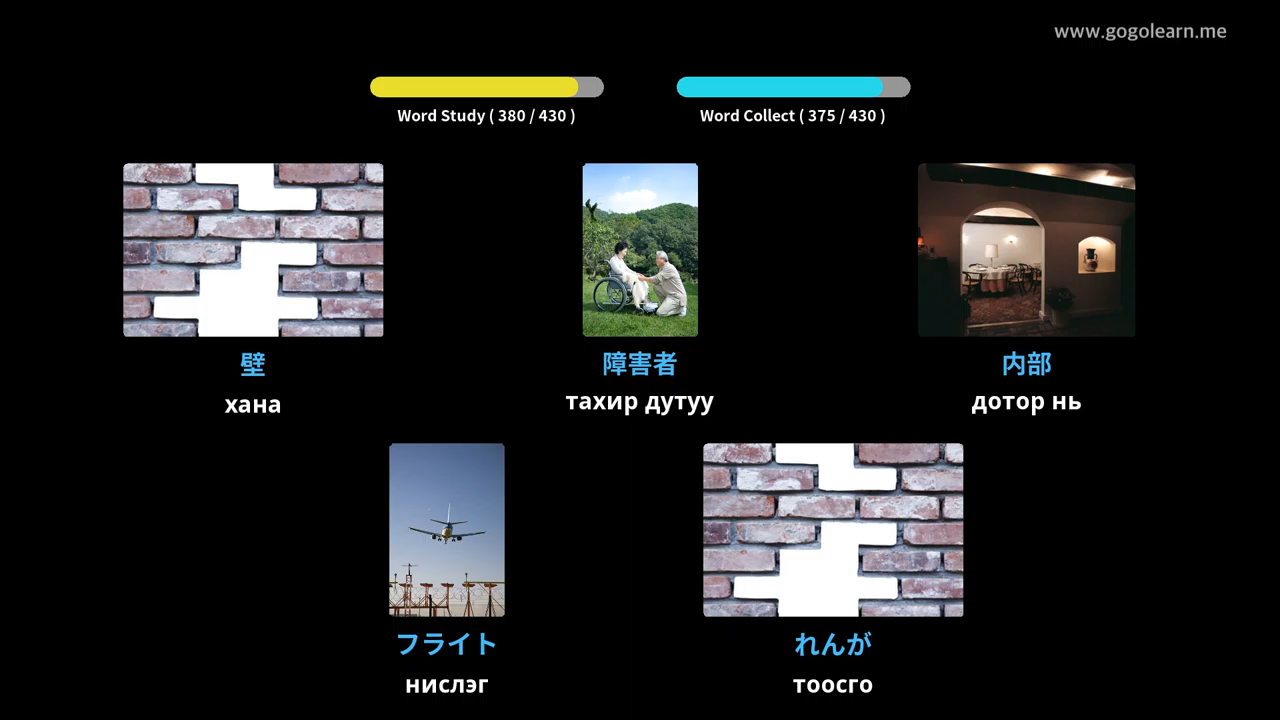 www.gogolearn.me
Word Study ( 380 / 430 )
Word Collect ( 375 / 430 )
壁
хана
障害者
тахир дутуу
内部
дотор нь
フライト
нислэг
れんが
тоосго